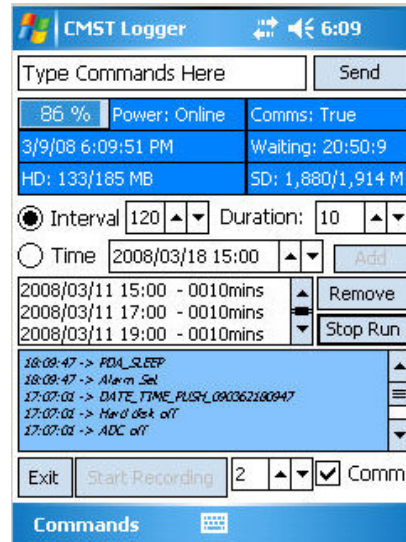 CMST Logger 6:09
Type Commands Here Send
86 % Power: Online Comms: True
3/9/08 6:09:51 PM Waiting: 20:50:9
HD: 133/185 MB SD: 1,880/1,914 M
Interval 120 Duration: 10
Time 2008/03/18 15:00 Add
2008/03/11 15:00 - 0010mins Remove
2008/03/11 17:00 - 0010mins
2008/03/11 19:00 - 0010mins Stop Run
18:09:47 -> PDA_SLEEP
18:09:47 -> Alarm Set
17:07:01 -> DATE_TIME_PUSH_090362180947
17:07:01 -> Hard disk off
17:07:01 -> ADC off
Exit Start Recording 2 Comm
Commands